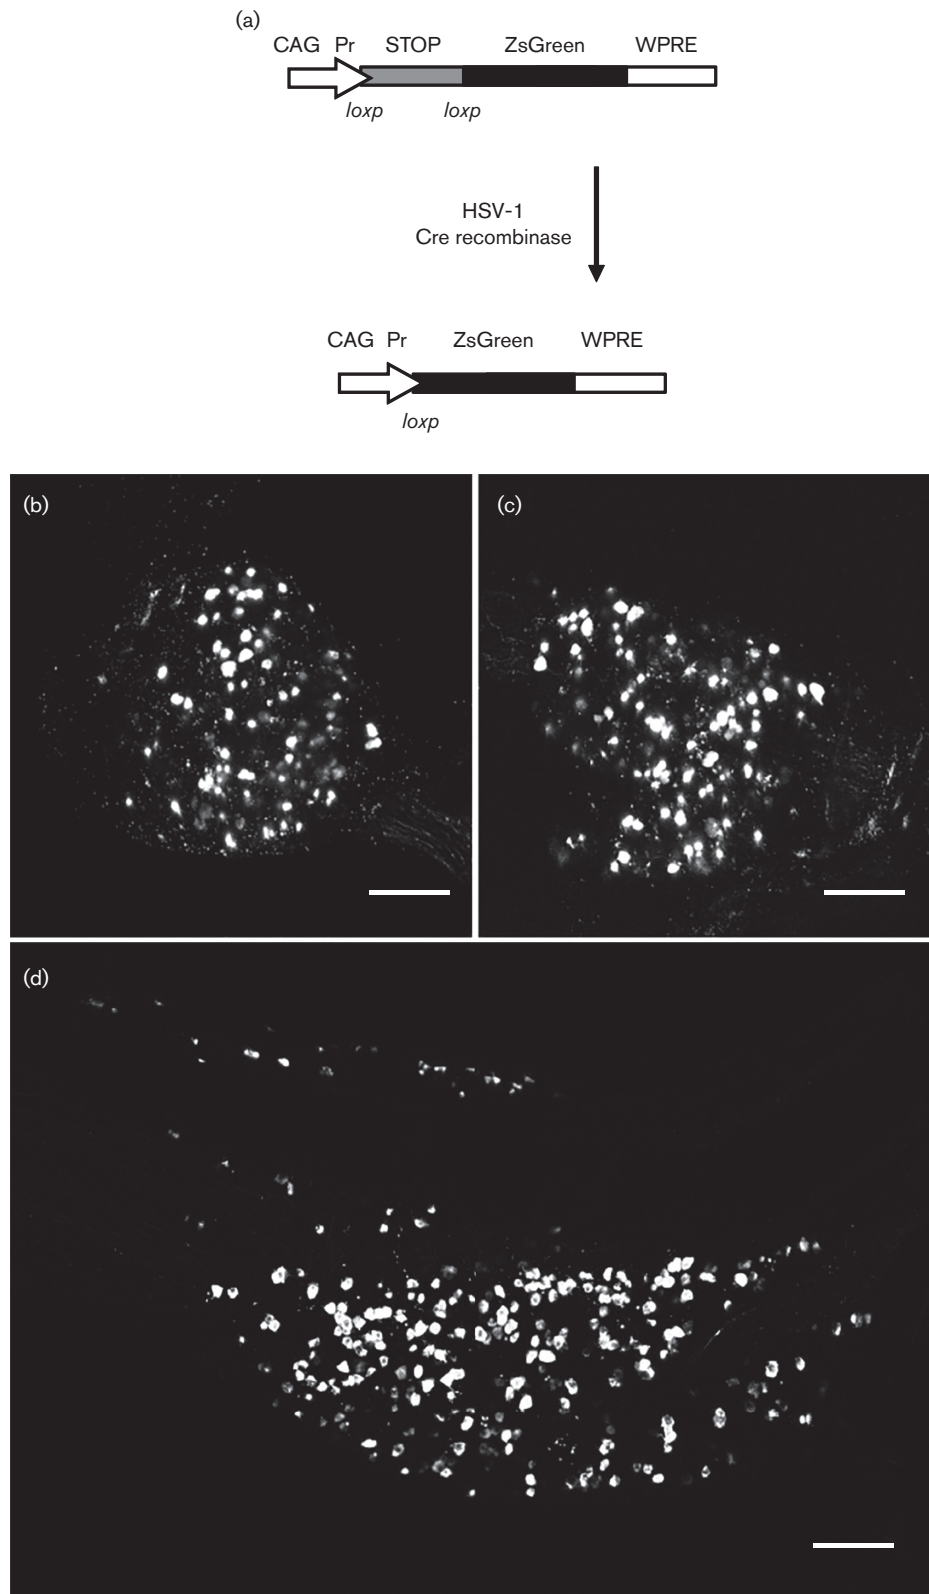 (a)
CAG Pr STOP ZsGreen WPRE
loxp loxp
HSV-1
Cre recombinase
CAG Pr ZsGreen WPRE
loxp
(b)
(c)
(d)